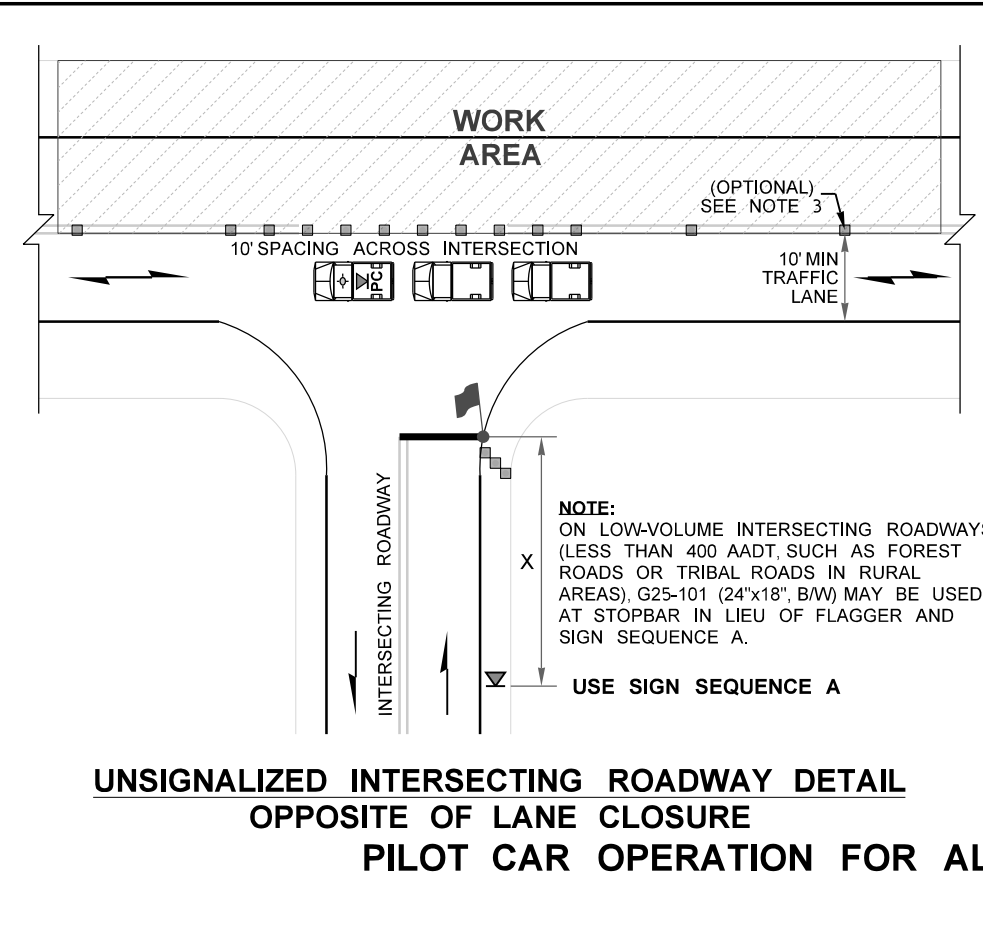 WORK
AREA
(OPTIONAL)
SEE NOTE 3
10' SPACING ACROSS INTERSECTION
10' MIN
TRAFFIC
LANE
PC
INTERSECTING ROADWAY
X
NOTE:
ON LOW-VOLUME INTERSECTING ROADWAYS
(LESS THAN 400 AADT, SUCH AS FOREST
ROADS OR TRIBAL ROADS IN RURAL
AREAS), G25-101 (24"x18", B/W) MAY BE USED
AT STOPBAR IN LIEU OF FLAGGER AND
SIGN SEQUENCE A.
USE SIGN SEQUENCE A
UNSIGNALIZED INTERSECTING ROADWAY DETAIL
OPPOSITE OF LANE CLOSURE
PILOT CAR OPERATION FOR AL